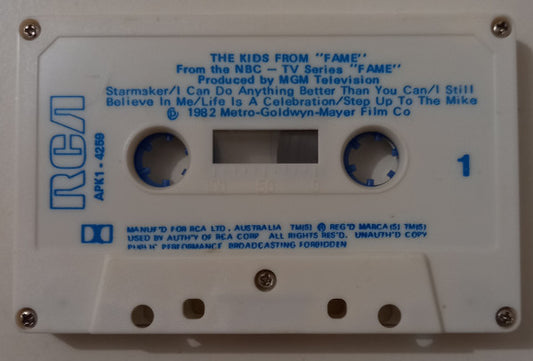 THE KIDS FROM "FAME"
From the NBC — TV Series "FAME"
Produced by MGM Television
Starmaker/I Can Do Anything Better Than You Can/I Still
Believe In Me/Life Is A Celebration/Step Up To The Mike
Ⓟ 1982 Metro-Goldwyn-Mayer Film Co
RCA
APK1-4259
100 50 0
1
MANUF'D FOR RCA LTD., AUSTRALIA TM(S) ® REG'D MARCA(S) TM(S)
USED BY AUTH'Y OF RCA CORP. ALL RIGHTS RES'D. UNAUTH'D COPY
PUBLIC PERFORMANCE BROADCASTING FORBIDDEN